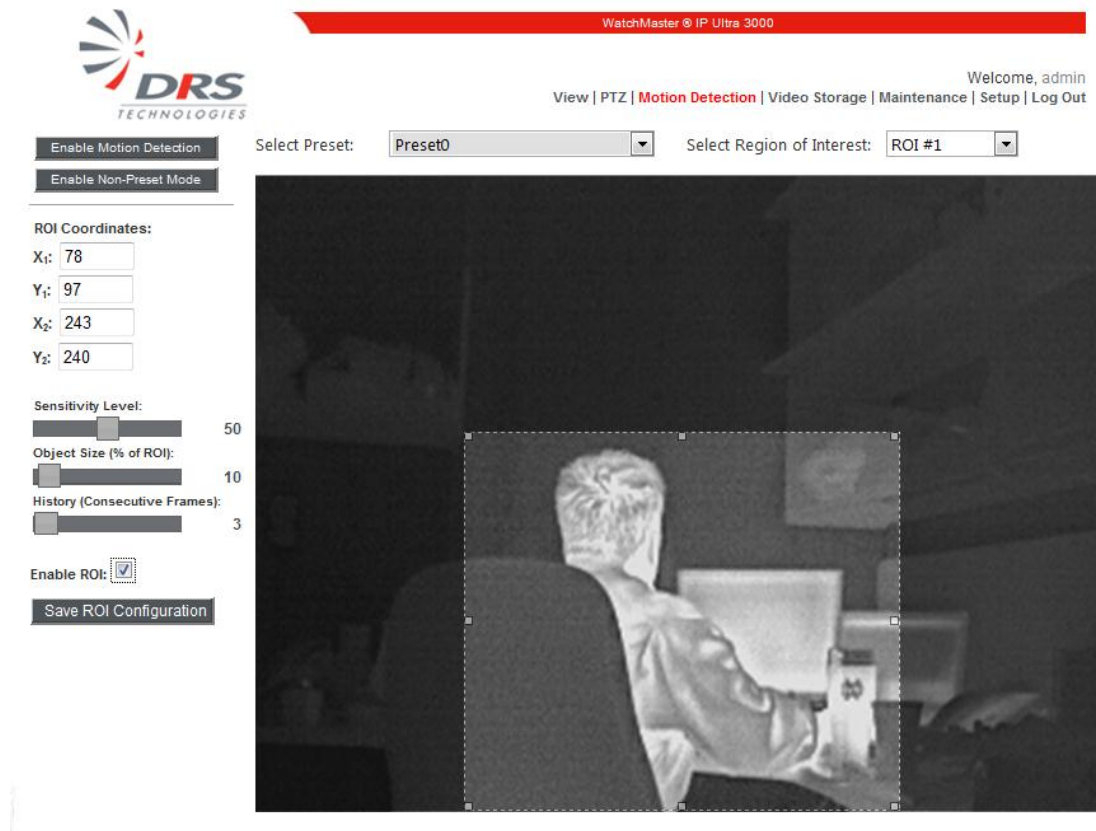 WatchMaster ® IP Ultra 3000
DRS
TECHNOLOGIES
Welcome, admin
View | PTZ | Motion Detection | Video Storage | Maintenance | Setup | Log Out
Enable Motion Detection
Enable Non-Preset Mode
Select Preset: Preset0 Select Region of Interest: ROI #1
ROI Coordinates:
X₁: 78
Y₁: 97
X₂: 243
Y₂: 240
Sensitivity Level:
50
Object Size (% of ROI):
10
History (Consecutive Frames):
3
Enable ROI:
Save ROI Configuration